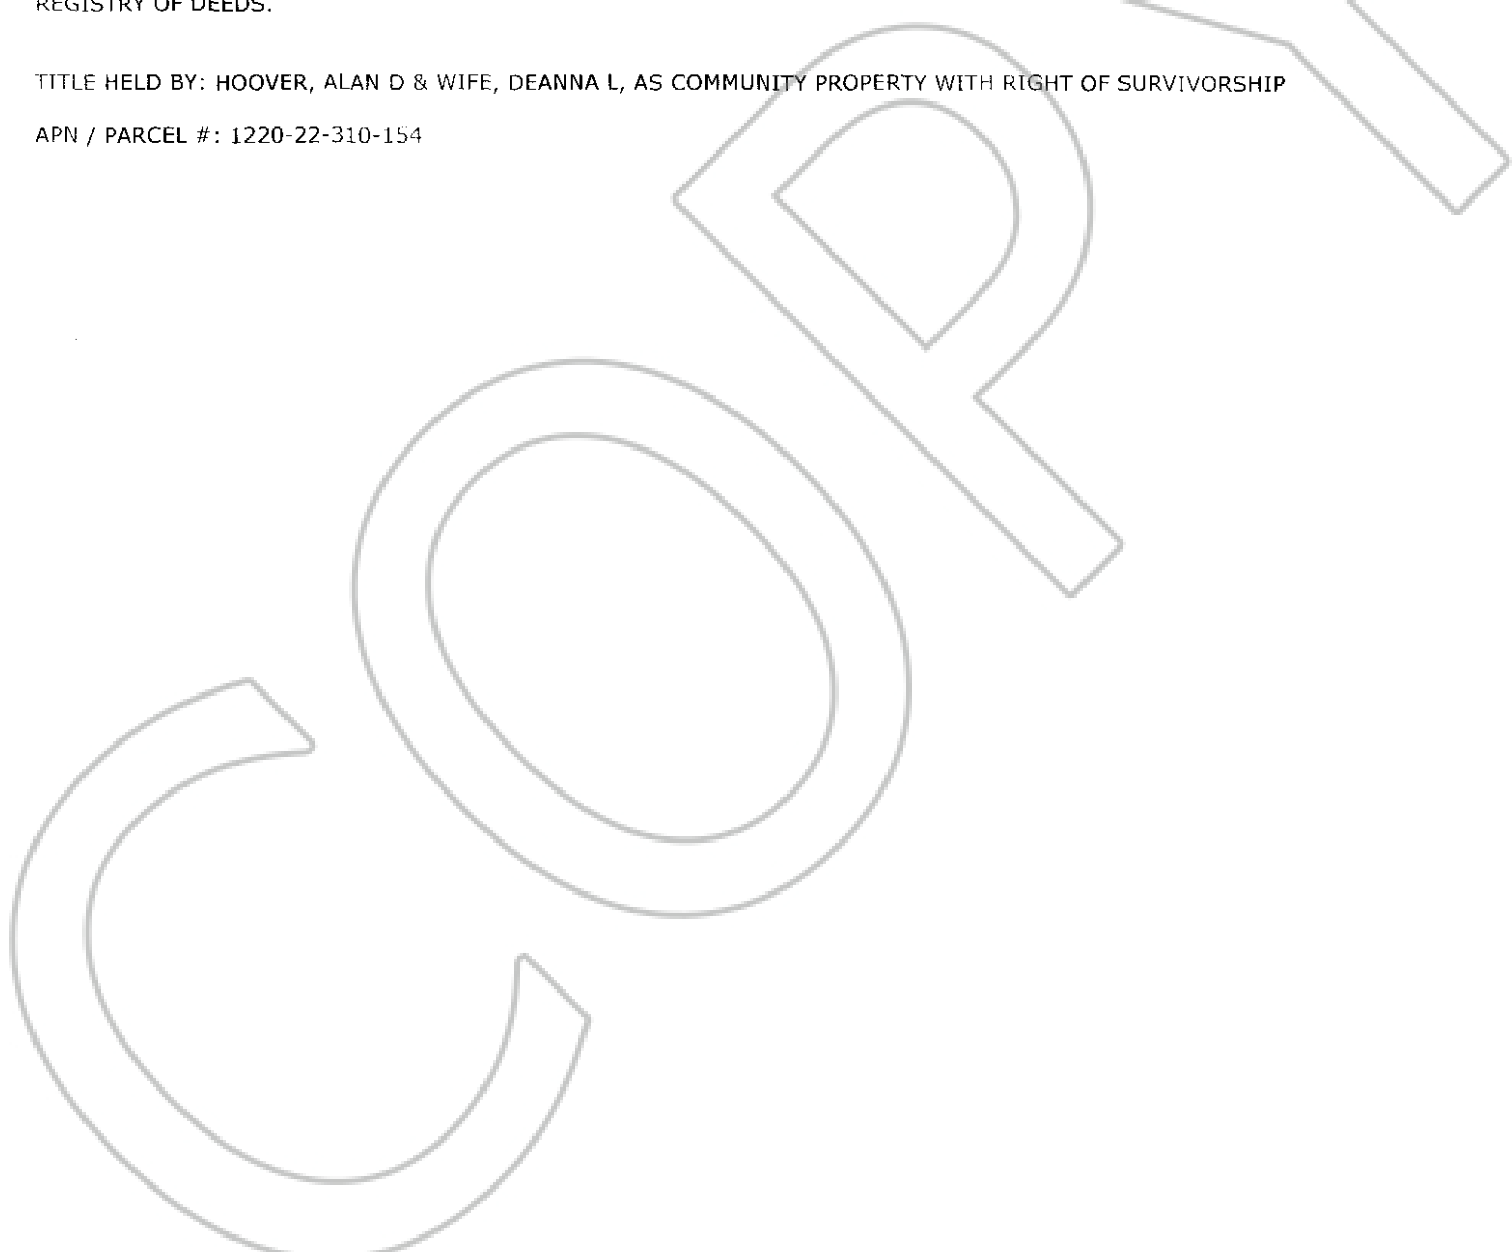 REGISTRY OF DEEDS.
TITLE HELD BY: HOOVER, ALAN D & WIFE, DEANNA L, AS COMMUNITY PROPERTY WITH RIGHT OF SURVIVORSHIP
APN / PARCEL #: 1220-22-310-154
COPY